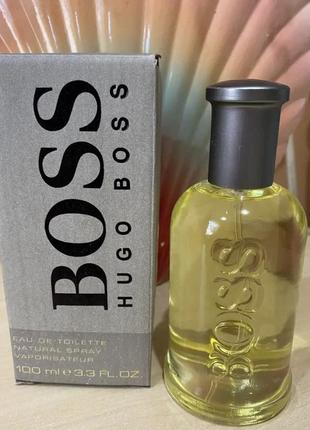 BOSS
HUGO BOSS
EAU DE TOILETTE
NATURAL SPRAY
VAPORISATEUR
100 ml e 3.3 FL.OZ
BOSS